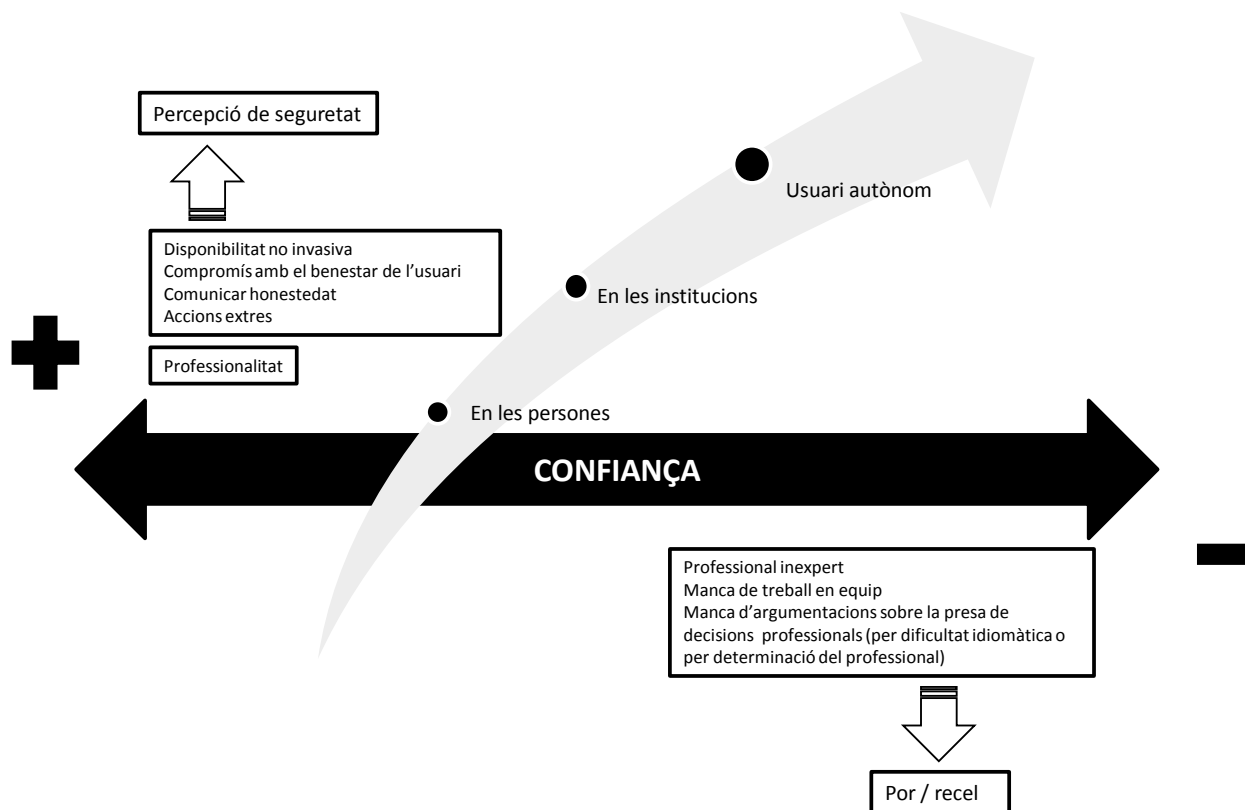 Percepció de seguretat
Usuari autònom
Disponibilitat no invasiva
Compromís amb el benestar de l’usuari
Comunicar honestedat
Accions extres
En les institucions
Professionalitat
En les persones
CONFIANÇA
Professional inexpert
Manca de treball en equip
Manca d’argumentacions sobre la presa de
decisions professionals (per dificultat idiomàtica o
per determinació del professional)
Por / recel